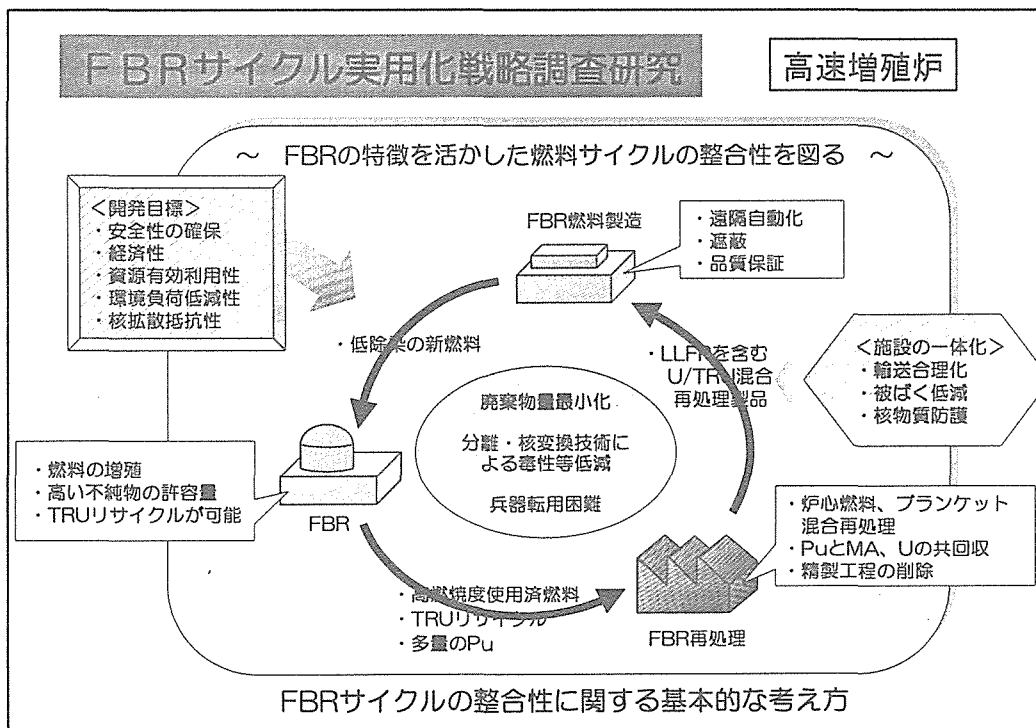 FBRサイクル実用化戦略調査研究
高速増殖炉
~ FBRの特徴を活かした燃料サイクルの整合性を図る ~
<開発目標>
・安全性の確保
・経済性
・資源有効利用性
・環境負荷低減性
・核拡散抵抗性
FBR燃料製造
・遠隔自動化
・遮蔽
・品質保証
・低除染の新燃料
・LLFPを含む
U/TRU混合
再処理製品
<施設の一体化>
・輸送合理化
・被ばく低減
・核物質防護
廃棄物量最小化
分離・核変換技術に
よる毒性等低減
兵器転用困難
・燃料の増殖
・高い不純物の許容量
・TRUリサイクルが可能
FBR
・炉心燃料、ブランケット
混合再処理
・PuとMA、Uの共回収
・精製工程の削除
・高燃焼度使用済燃料
・TRUリサイクル
・多量のPu
FBR再処理
FBRサイクルの整合性に関する基本的な考え方